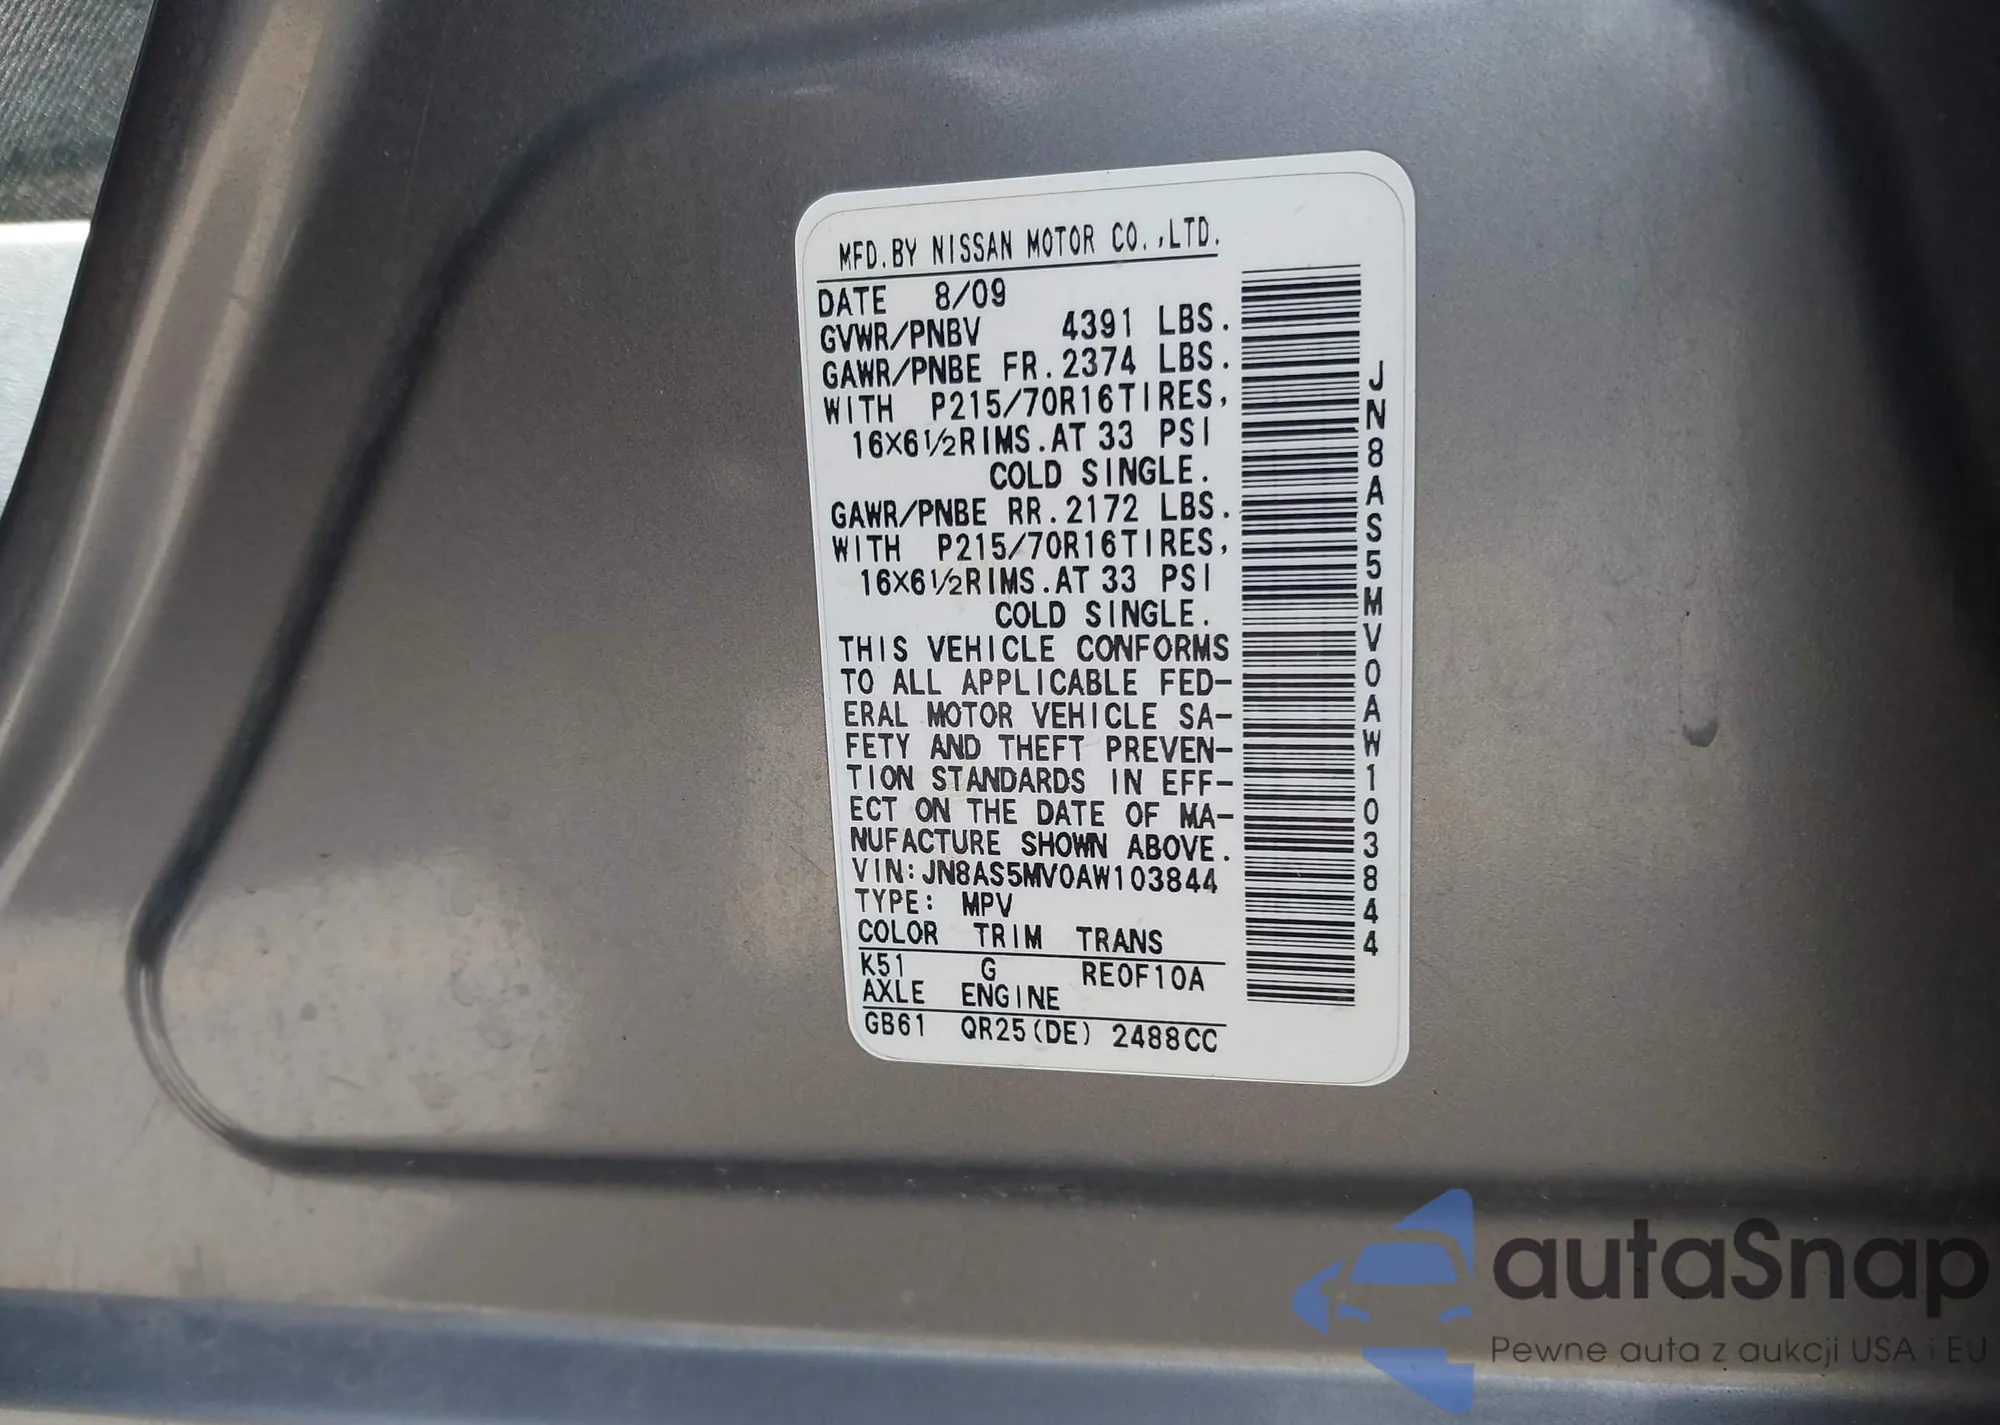 MFD.BY NISSAN MOTOR CO.,LTD.
DATE 8/09
GVWR/PNBV 4391 LBS.
GAWR/PNBE FR.2374 LBS.
WITH P215/70R16TIRES,
16X6½RIMS.AT 33 PSI
COLD SINGLE.
GAWR/PNBE RR.2172 LBS.
WITH P215/70R16TIRES,
16X6½RIMS.AT 33 PSI
COLD SINGLE.
THIS VEHICLE CONFORMS
TO ALL APPLICABLE FED-
ERAL MOTOR VEHICLE SA-
FETY AND THEFT PREVEN-
TION STANDARDS IN EFF-
ECT ON THE DATE OF MA-
NUFACTURE SHOWN ABOVE.
VIN:JN8AS5MV0AW103844
TYPE: MPV
COLOR TRIM TRANS
K51 G RE0F10A
AXLE ENGINE
GB61 QR25(DE) 2488CC
JN8AS5MV0AW103844
autaSnap
Pewne auta z aukcji USA i EU